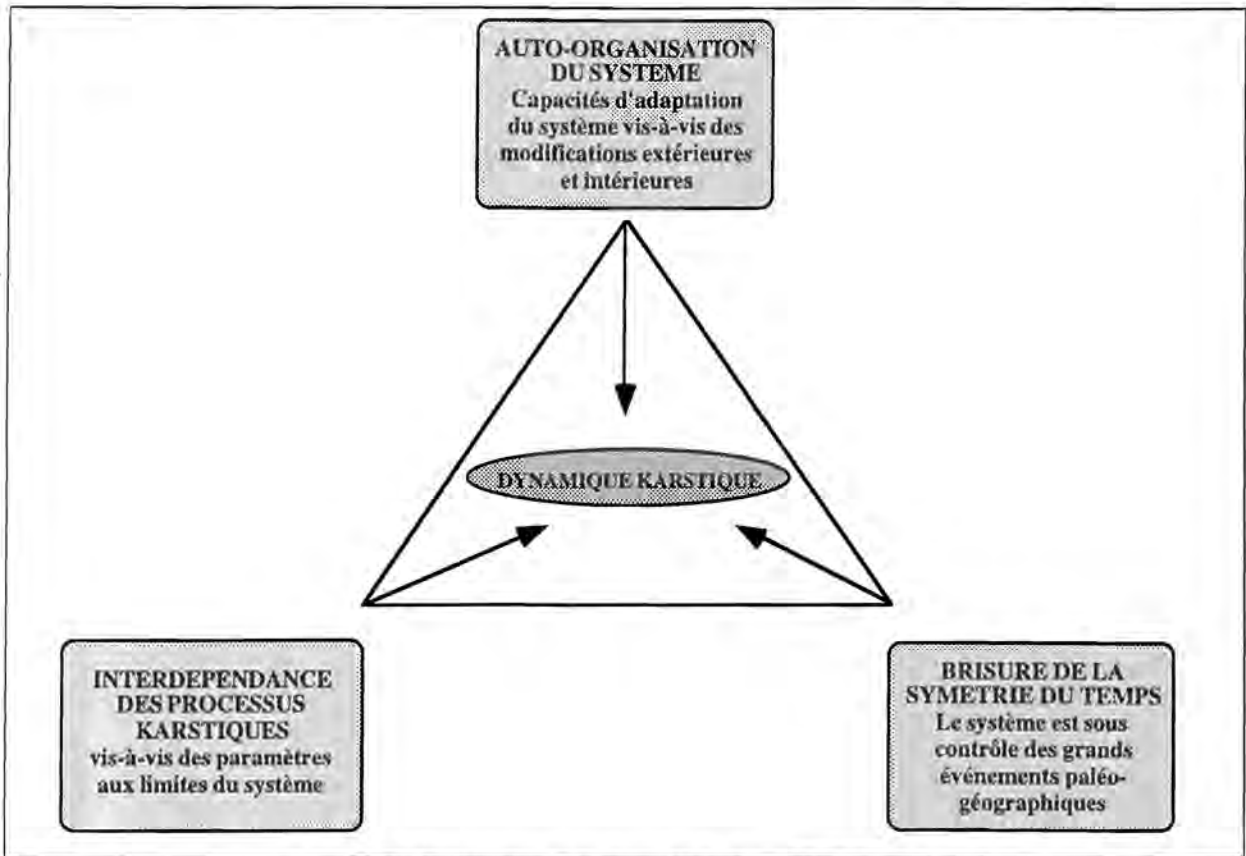 AUTO-ORGANISATION
DU SYSTEME
Capacités d'adaptation
du système vis-à-vis des
modifications extérieures
et intérieures
DYNAMIQUE KARSTIQUE
INTERDEPENDANCE
DES PROCESSUS
KARSTIQUES
vis-à-vis des paramètres
aux limites du système
BRISURE DE LA
SYMETRIE DU TEMPS
Le système est sous
contrôle des grands
événements paléo-
géographiques